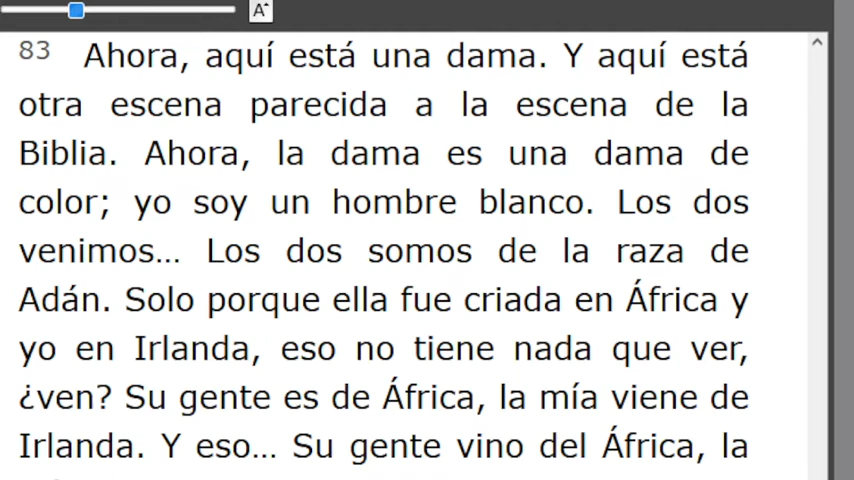 A
83 Ahora, aquí está una dama. Y aquí está
otra escena parecida a la escena de la
Biblia. Ahora, la dama es una dama de
color; yo soy un hombre blanco. Los dos
venimos... Los dos somos de la raza de
Adán. Solo porque ella fue criada en África y
yo en Irlanda, eso no tiene nada que ver,
¿ven? Su gente es de África, la mía viene de
Irlanda. Y eso... Su gente vino del África, la